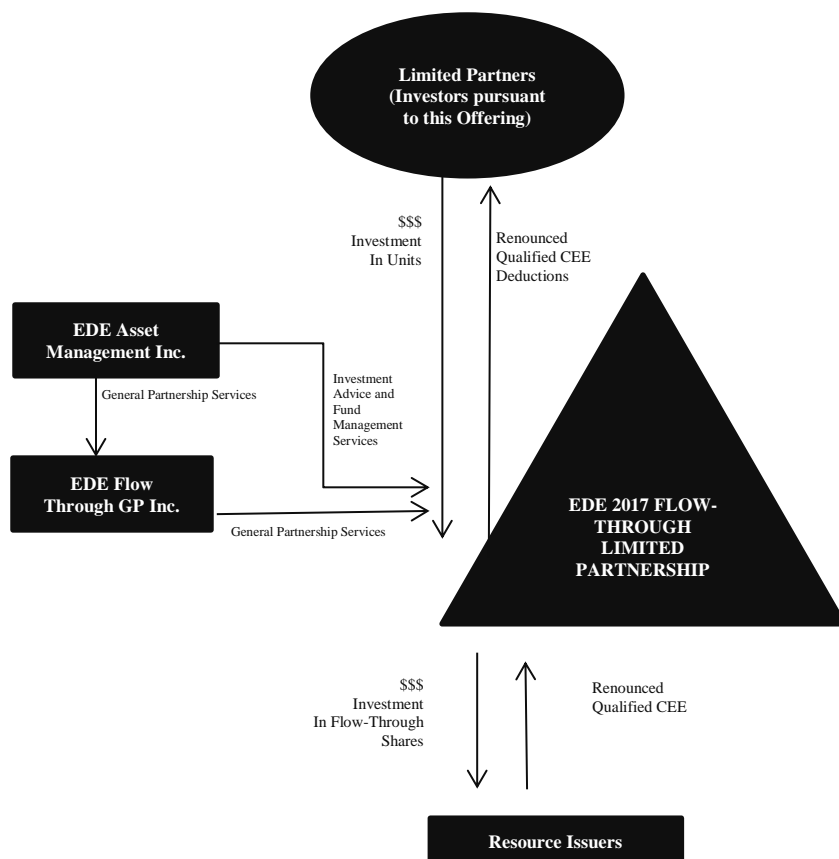 Limited Partners
(Investors pursuant
to this Offering)
$$$
Investment
In Units
Renounced
Qualified CEE
Deductions
EDE Asset
Management Inc.
General Partnership Services
Investment
Advice and
Fund
Management
Services
EDE Flow
Through GP Inc.
General Partnership Services
EDE 2017 FLOW-
THROUGH
LIMITED
PARTNERSHIP
$$$
Investment
In Flow-Through
Shares
Renounced
Qualified CEE
Resource Issuers